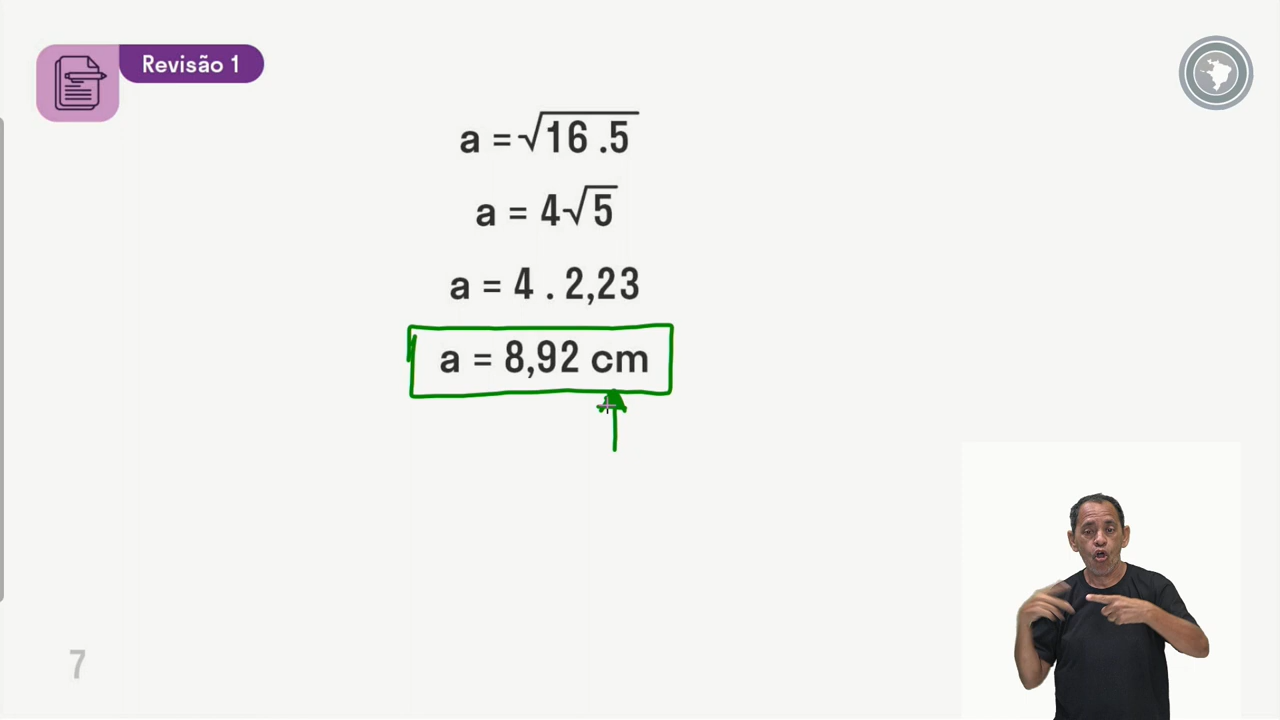 Revisão 1
a = √16 .5
a = 4√5
a = 4 . 2,23
a = 8,92 cm
7